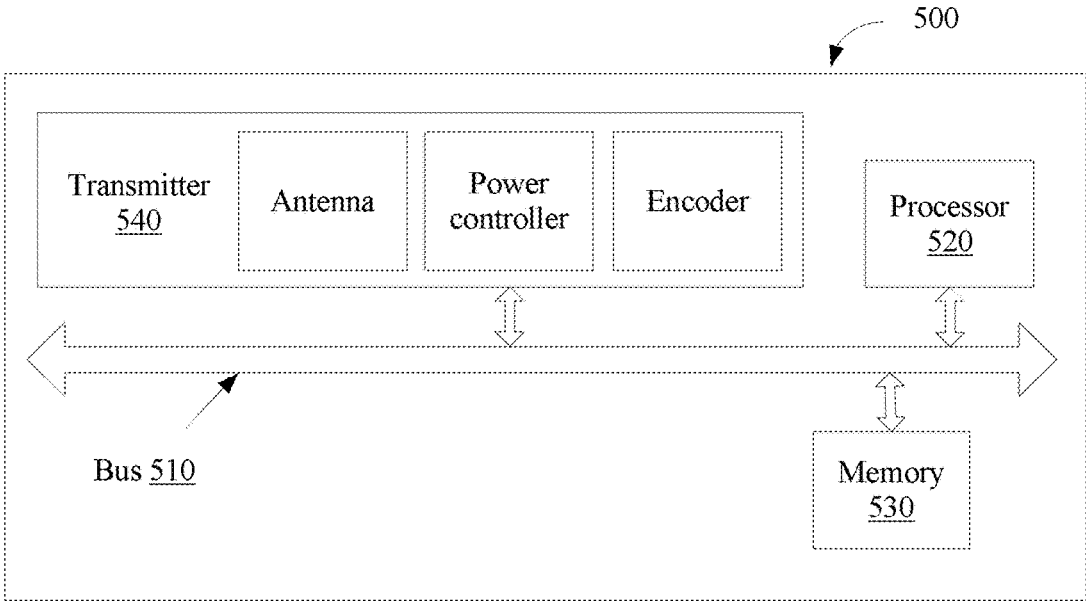 500
Transmitter
540
Antenna
Power
controller
Encoder
Processor
520
Bus 510
Memory
530